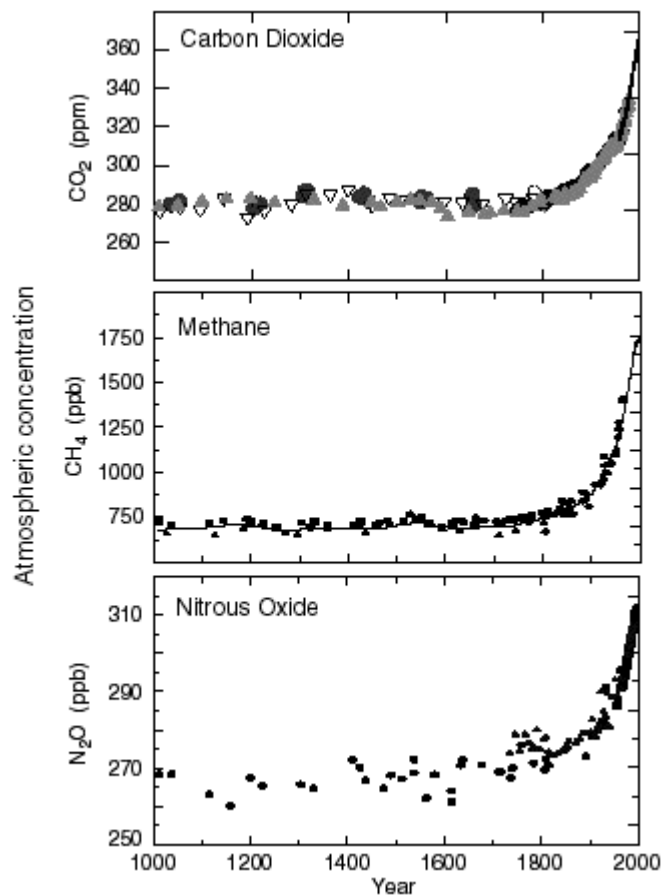 Carbon Dioxide
360
340
320
300
280
260
CO2 (ppm)
Methane
1750
1500
1250
1000
750
CH4 (ppb)
Atmospheric concentration
Nitrous Oxide
310
290
270
250
N2O (ppb)
1000 1200 1400 1600 1800 2000
Year